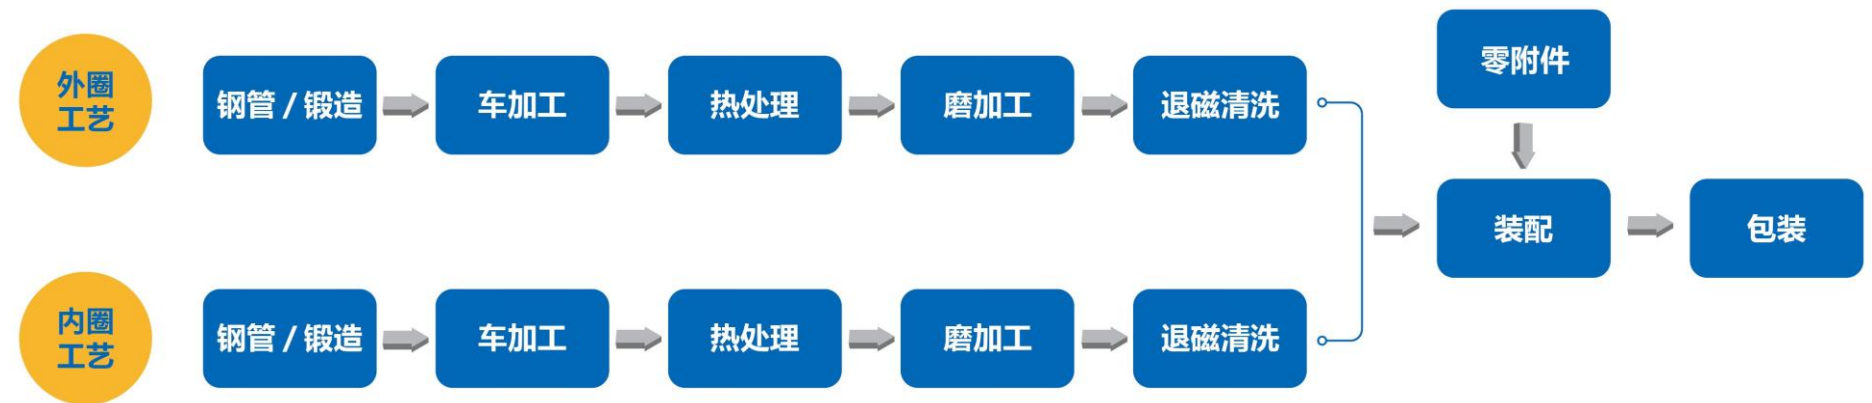 外圈
工艺
钢管 / 锻造
车加工
热处理
磨加工
退磁清洗
零附件
装配
包装
内圈
工艺
钢管 / 锻造
车加工
热处理
磨加工
退磁清洗